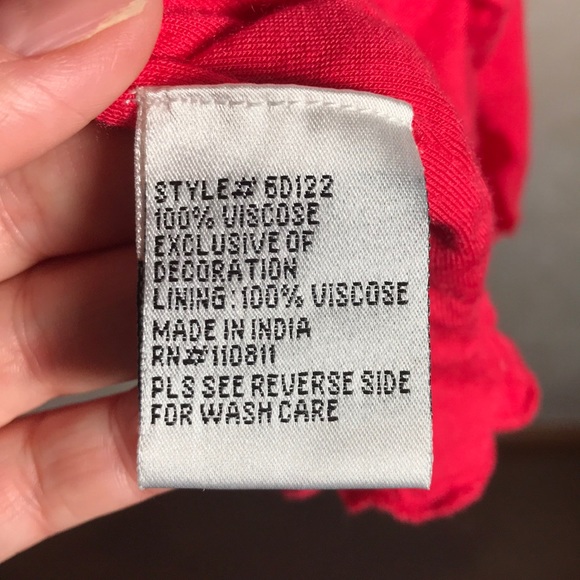 STYLE# 6D122
100% VISCOSE
EXCLUSIVE OF
DECORATION
LINING: 100% VISCOSE
MADE IN INDIA
RN#110811
PLS SEE REVERSE SIDE
FOR WASH CARE